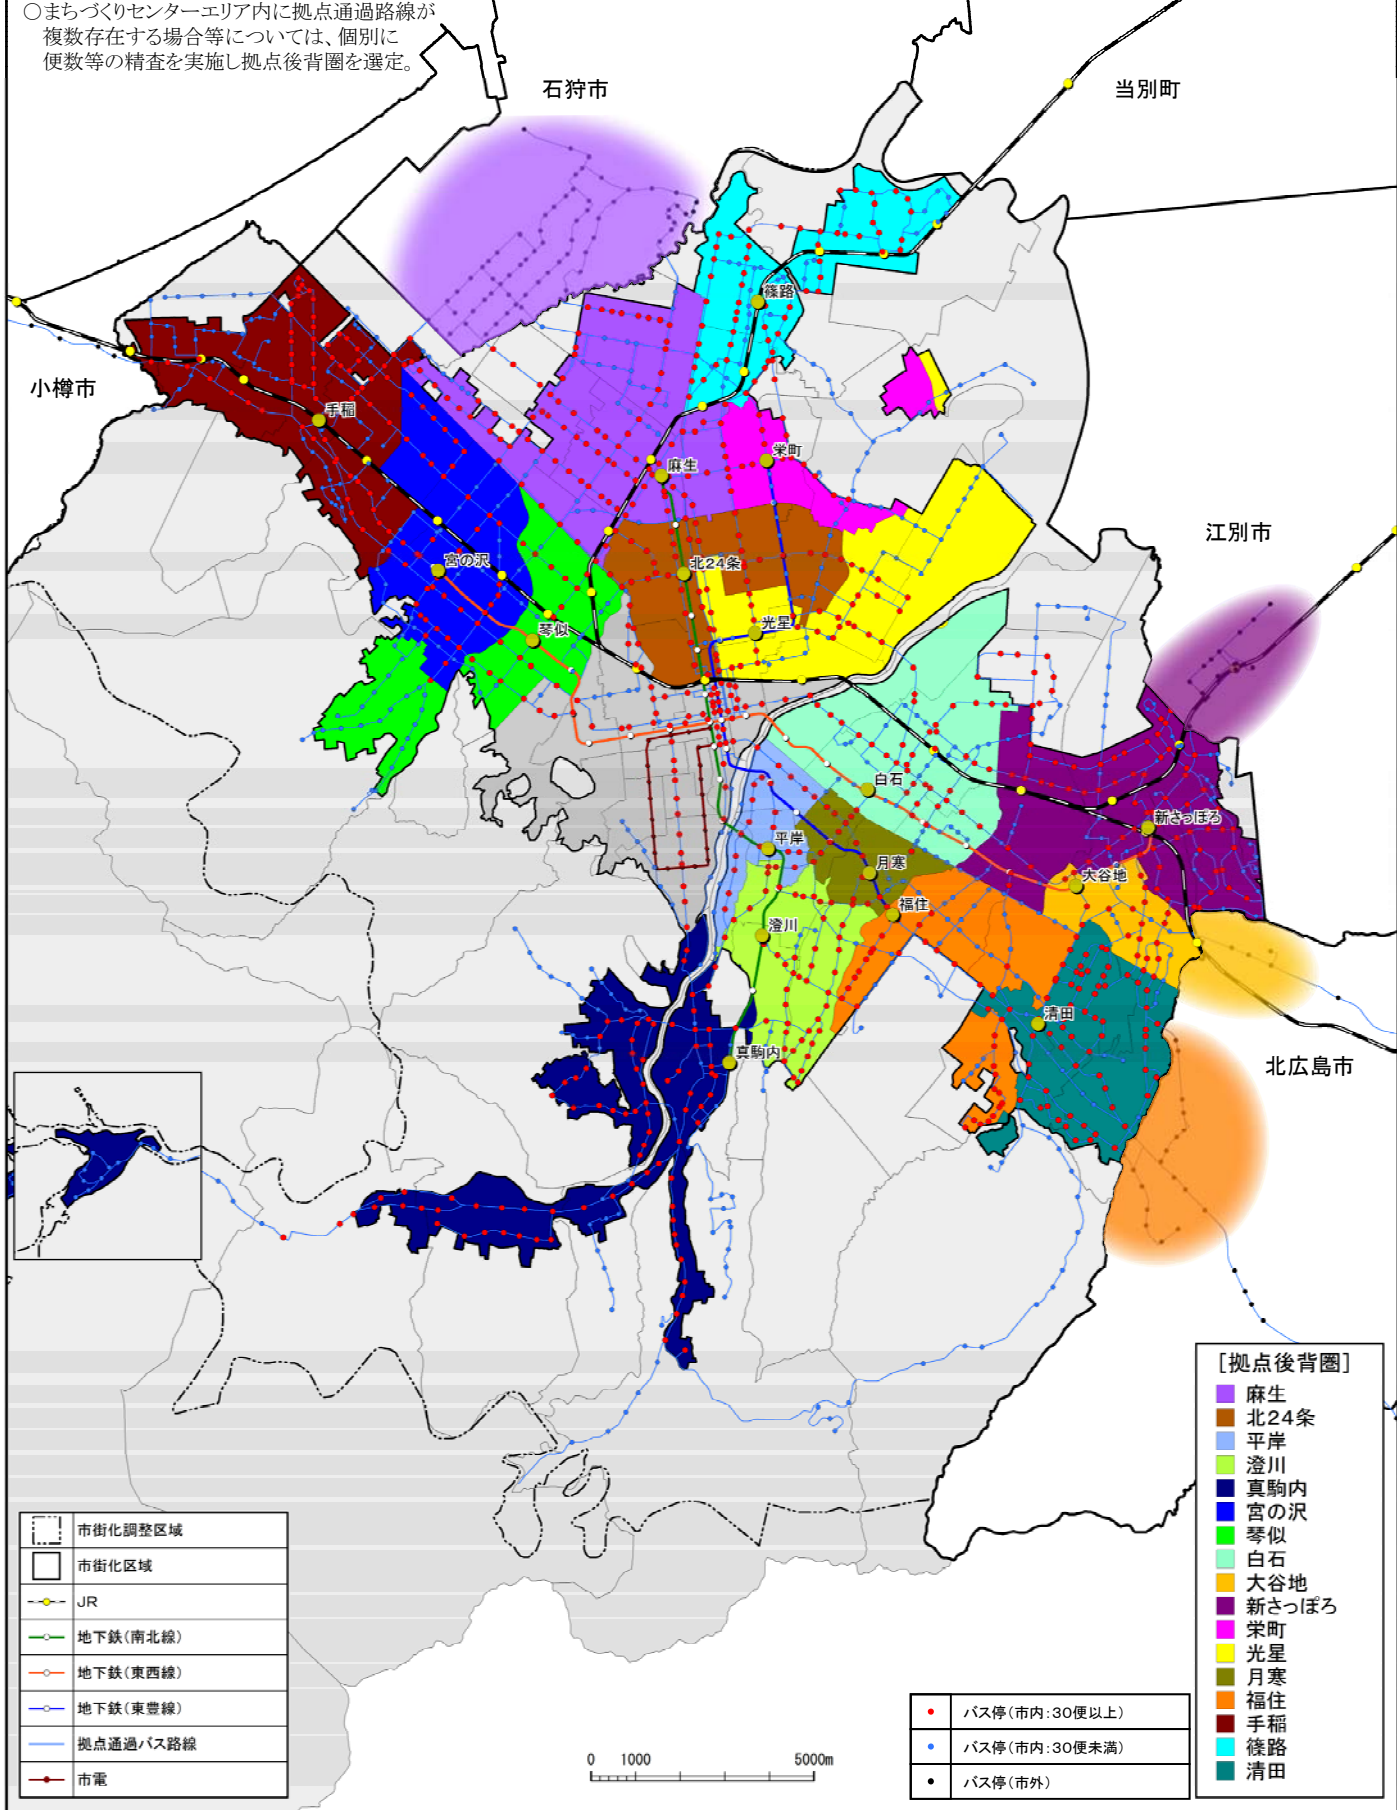 ○まちづくりセンターエリア内に拠点通過路線が
複数存在する場合等については、個別に
便数等の精査を実施し拠点後背圏を選定。
石狩市
当別町
篠路
小樽市
手稲
栄町
麻生
江別市
宮の沢
北24条
琴似
光星
白石
新さっぽろ
平岸
月寒
大谷地
福住
澄川
清田
真駒内
北広島市
［拠点後背圏］
麻生
北24条
平岸
澄川
真駒内
宮の沢
琴似
白石
大谷地
新さっぽろ
栄町
光星
月寒
福住
手稲
篠路
清田
市街化調整区域
市街化区域
JR
地下鉄（南北線）
地下鉄（東西線）
地下鉄（東豊線）
拠点通過バス路線
市電
0 1000 5000m
バス停（市内：30便以上）
バス停（市内：30便未満）
バス停（市外）